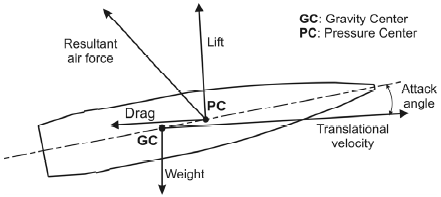 GC: Gravity Center
PC: Pressure Center
Resultant
air force
Lift
Drag
PC
GC
Attack
angle
Translational
velocity
Weight